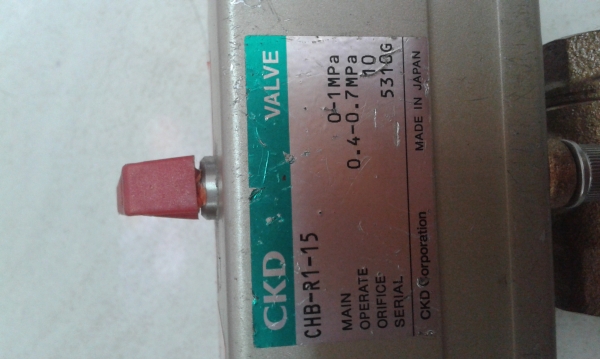 CKD VALVE
CHB-R1-15
MAIN 0-1MPa
OPERATE 0.4-0.7MPa
ORIFICE 10
SERIAL 5310G
CKD Corporation MADE IN JAPAN